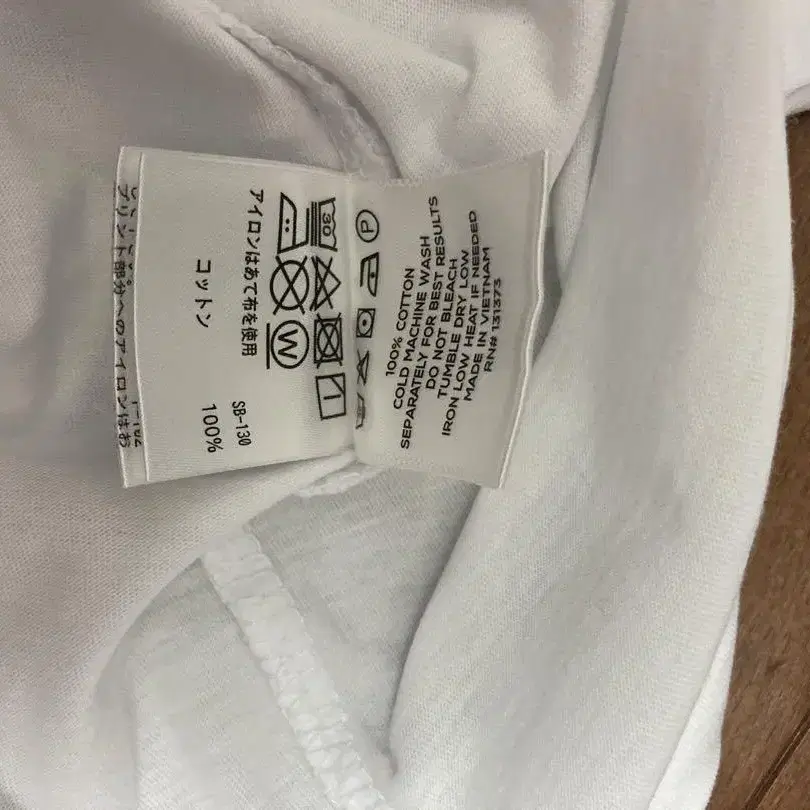 コットン
100%
SB-130
アイロンはあて布を使用
30
W
P
100% COTTON
COLD MACHINE WASH
SEPARATELY FOR BEST RESULTS
DO NOT BLEACH
TUMBLE DRY LOW
IRON LOW HEAT IF NEEDED
MADE IN VIETNAM
RN# 131373
プリント部分へのアイロンはお